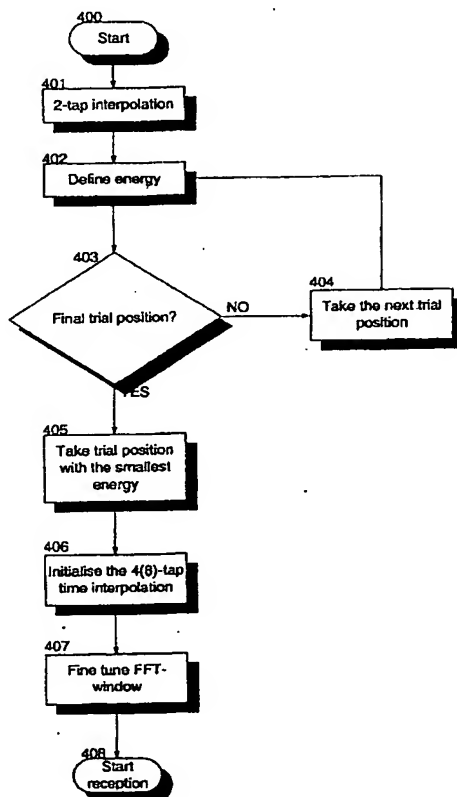 400
Start
401
2-tap interpolation
402
Define energy
403
Final trial position?
NO
404
Take the next trial
position
YES
405
Take trial position
with the smallest
energy
406
Initialise the 4(8)-tap
time interpolation
407
Fine tune FFT-
window
408
Start
reception